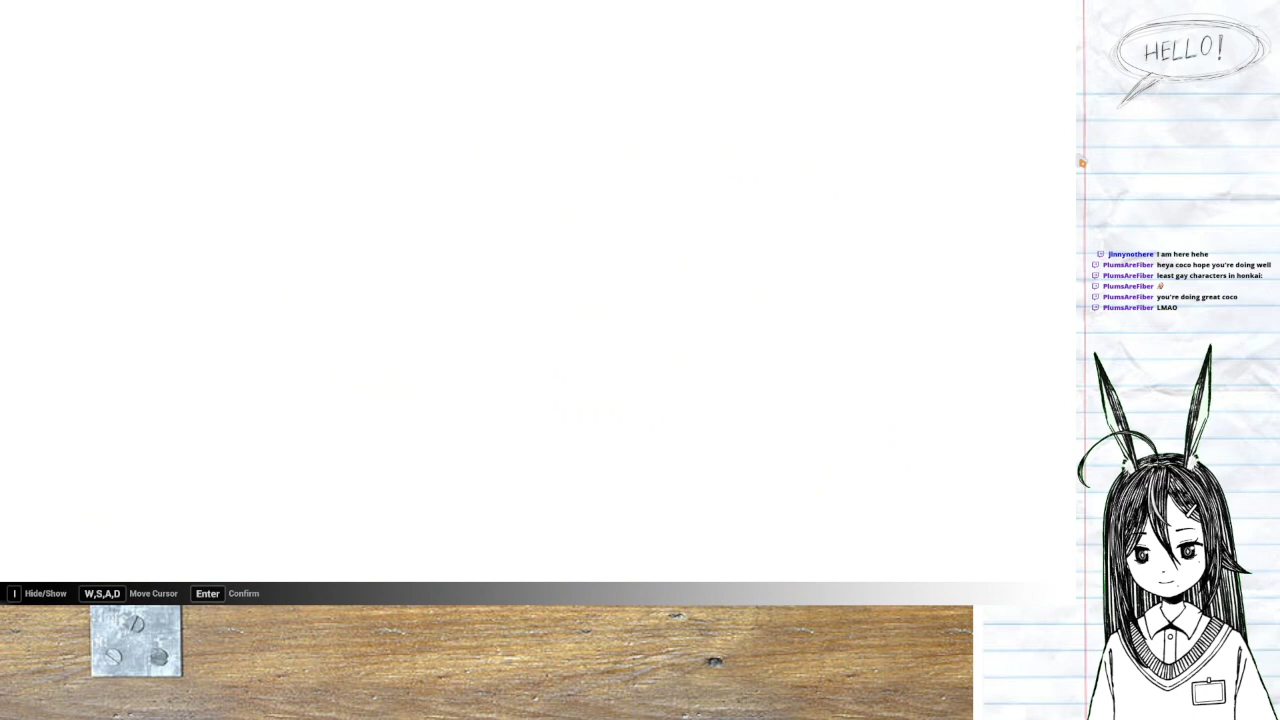 HELLO!
jinnynothere I am here hehe
PlumsAreFiber heya coco hope you're doing well
PlumsAreFiber least gay characters in honkai:
PlumsAreFiber
PlumsAreFiber you're doing great coco
PlumsAreFiber LMAO
I Hide/Show W,S,A,D Move Cursor Enter Confirm